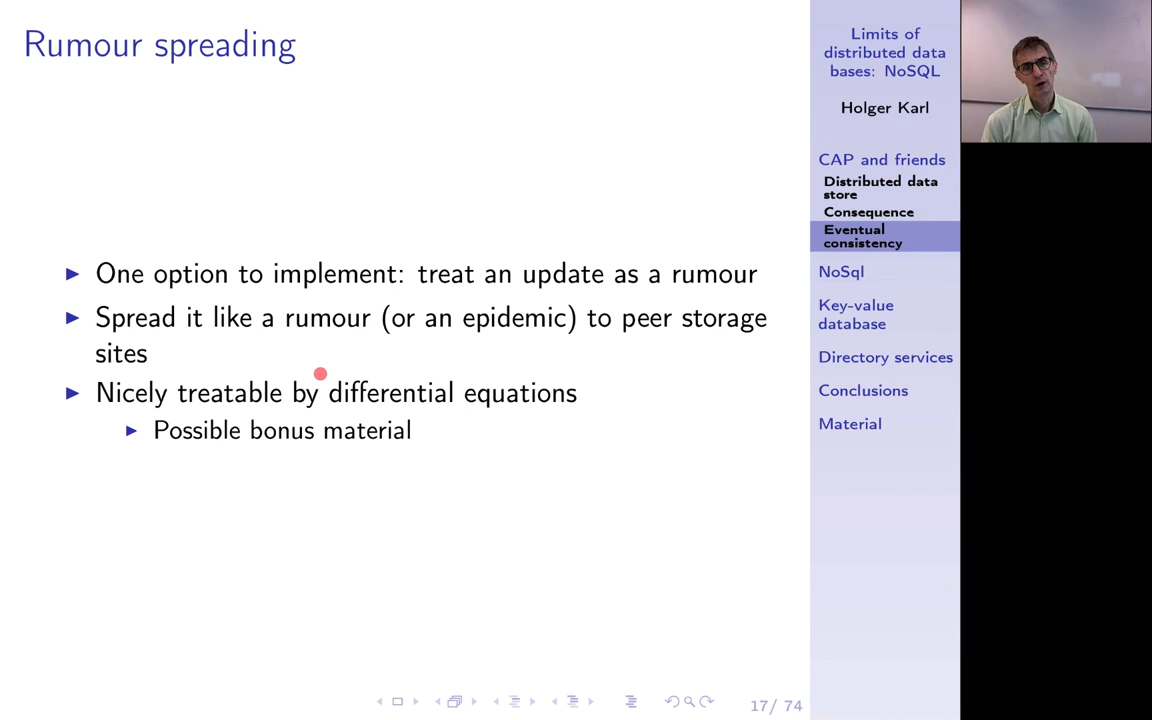 Rumour spreading
► One option to implement: treat an update as a rumour
► Spread it like a rumour (or an epidemic) to peer storage
sites
► Nicely treatable by differential equations
► Possible bonus material
17/ 74
Limits of
distributed data
bases: NoSQL
Holger Karl
CAP and friends
Distributed data
store
Consequence
Eventual
consistency
NoSql
Key-value
database
Directory services
Conclusions
Material